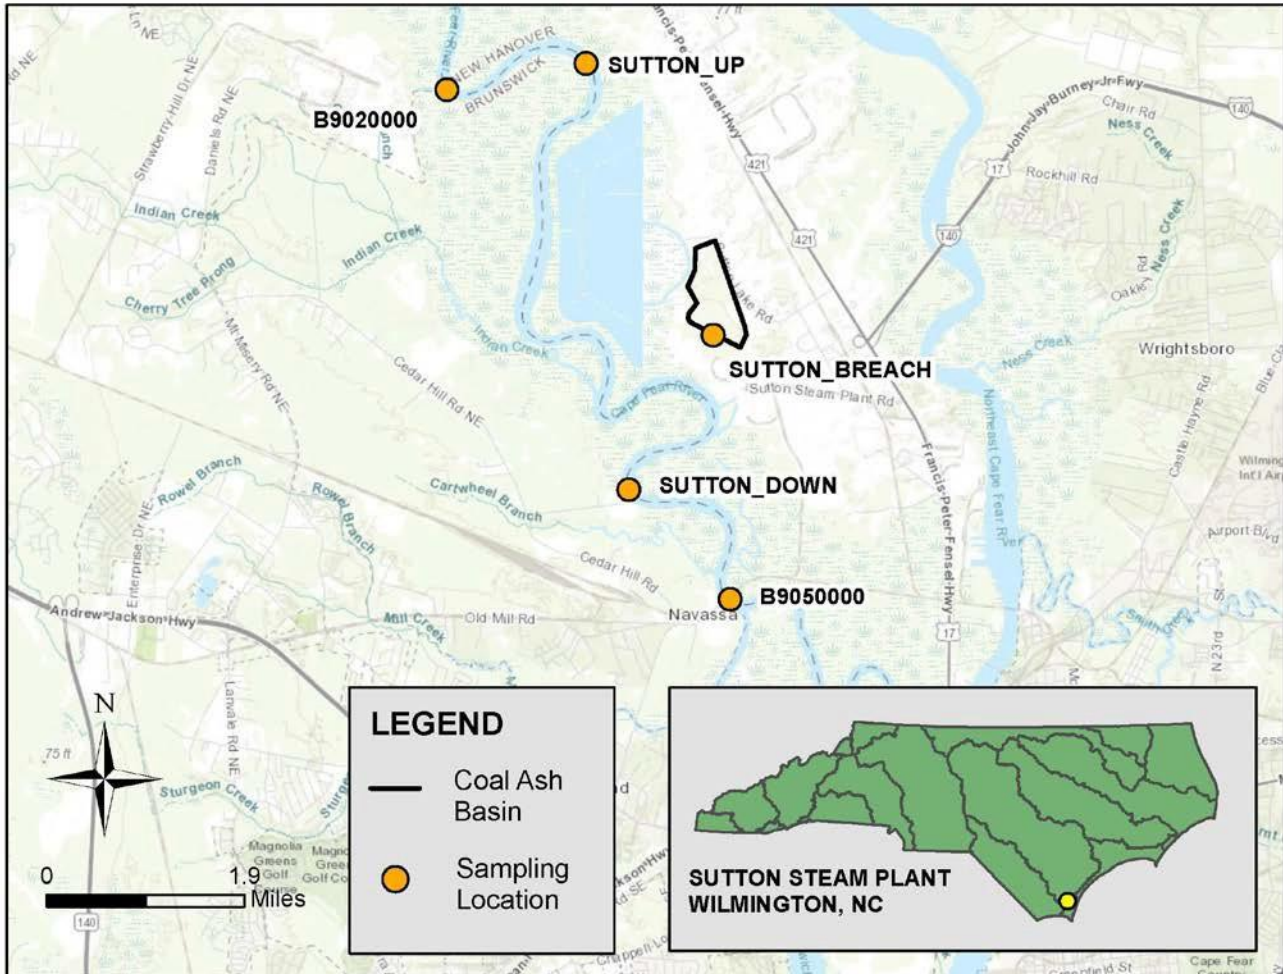 NEW HANOVER
BRUNSWICK
SUTTON_UP
B9020000
Strawberry Hill Dr NE
Daniels Rd NE
Francis-Peter-Fensel-Hwy
John-Jay-Burney-Jr-Fwy
Chair Rd
140
Ness Creek
421
17
Rockhill Rd
Indian Creek
Indian Creek
421
140
Ness Creek
Oakley Rd
Cherry Tree Prong
Mt Misery Rd NE
Indian Creek
Ness Creek
Wrightsboro
Cedar Hill Rd NE
SUTTON_BREACH
Sutton Steam Plant Rd
Cape Fear River
Castle Hayne Rd
Northeast Cape Fear River
Rowel Branch
Rowel Branch
Cartwheel Branch
SUTTON_DOWN
Francis-Peter-Fensel-Hwy
Airport Blvd
Enterprise Dr NE
Cedar Hill Rd
B9050000
Andrew-Jackson-Hwy
Mill Creek
Old Mill Rd
Navassa
17
Smith Creek
N 23rd
St
Lanvale Rd NE
N
75 ft
Sturgeon Creek
Magnolia
Greens
Golf
Course
0
1.9
Miles
140
LEGEND
Coal Ash
Basin
Sampling
Location
SUTTON STEAM PLANT
WILMINGTON, NC
Cape Fear